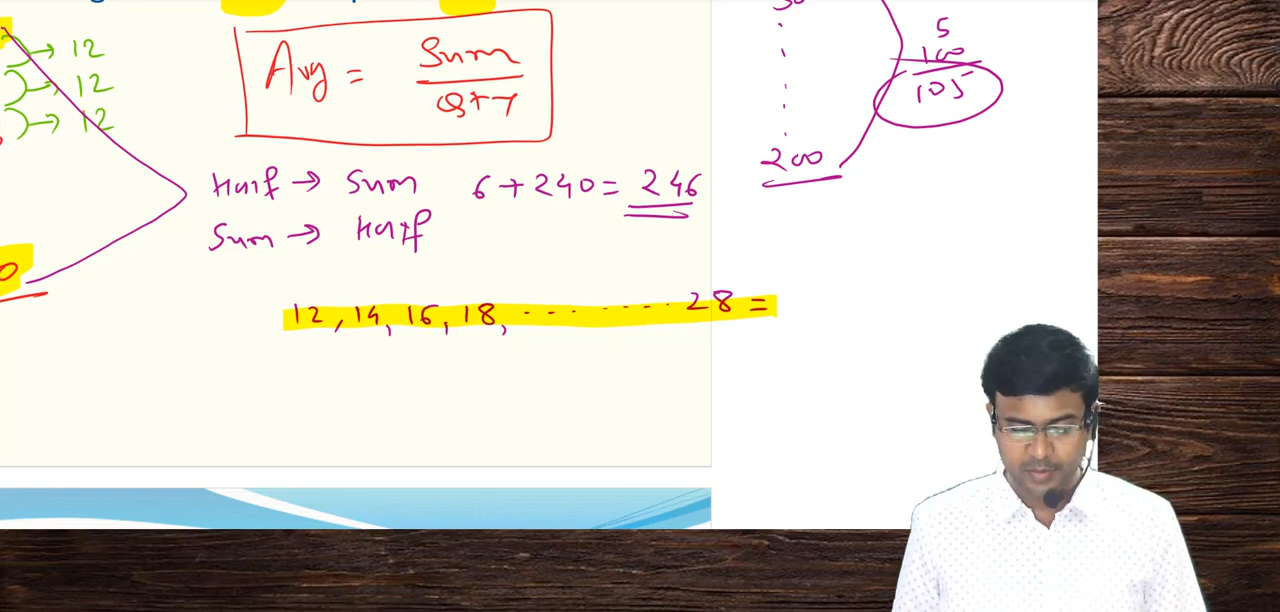 → 12
→ 12
→ 12
Avg = Sum
Qty
Half → Sum 6 + 240 = 246
Sum → Half
12, 14, 16, 18, ... ... 28 =
5
100
105
200